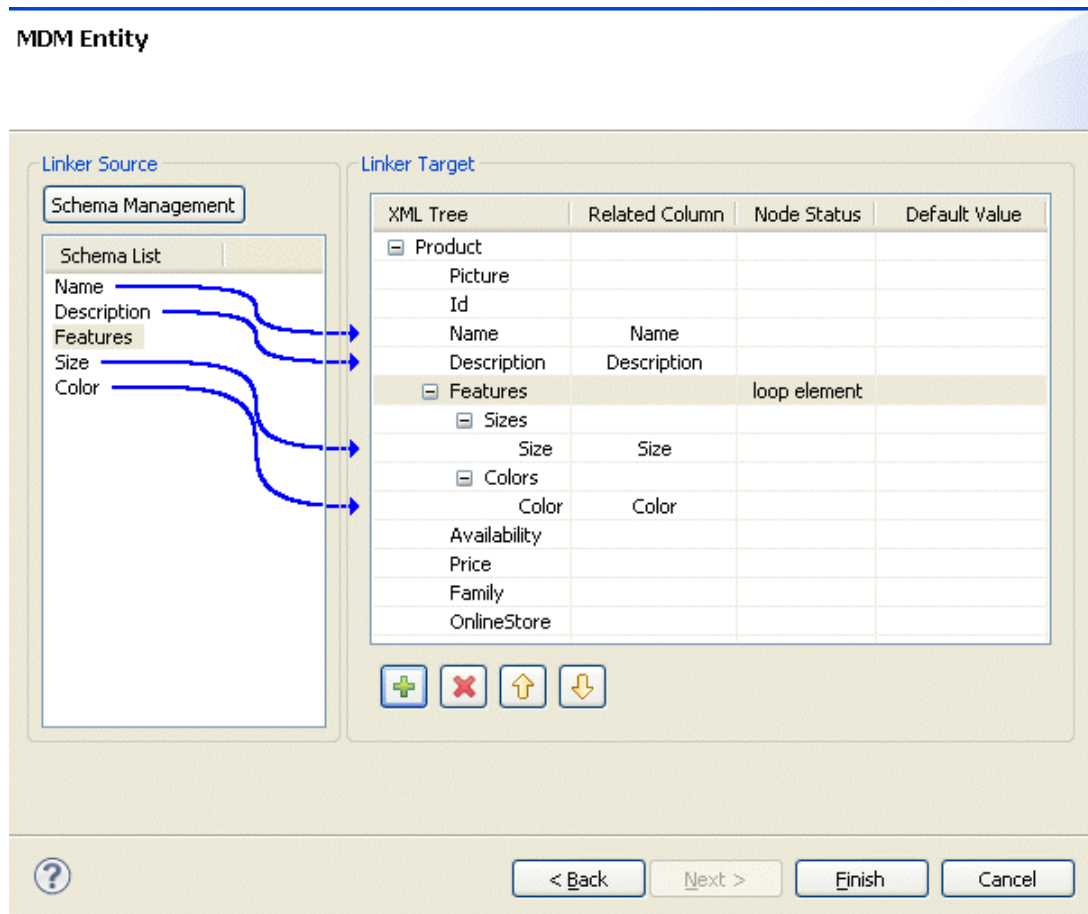 MDM Entity
Linker Source
Schema Management
Schema List
Name
Description
Features
Size
Color
Linker Target
XML Tree Related Column Node Status Default Value
Product
Picture
Id
Name Name
Description Description
Features loop element
Sizes
Size Size
Colors
Color Color
Availability
Price
Family
OnlineStore
?
< Back Next > Finish Cancel